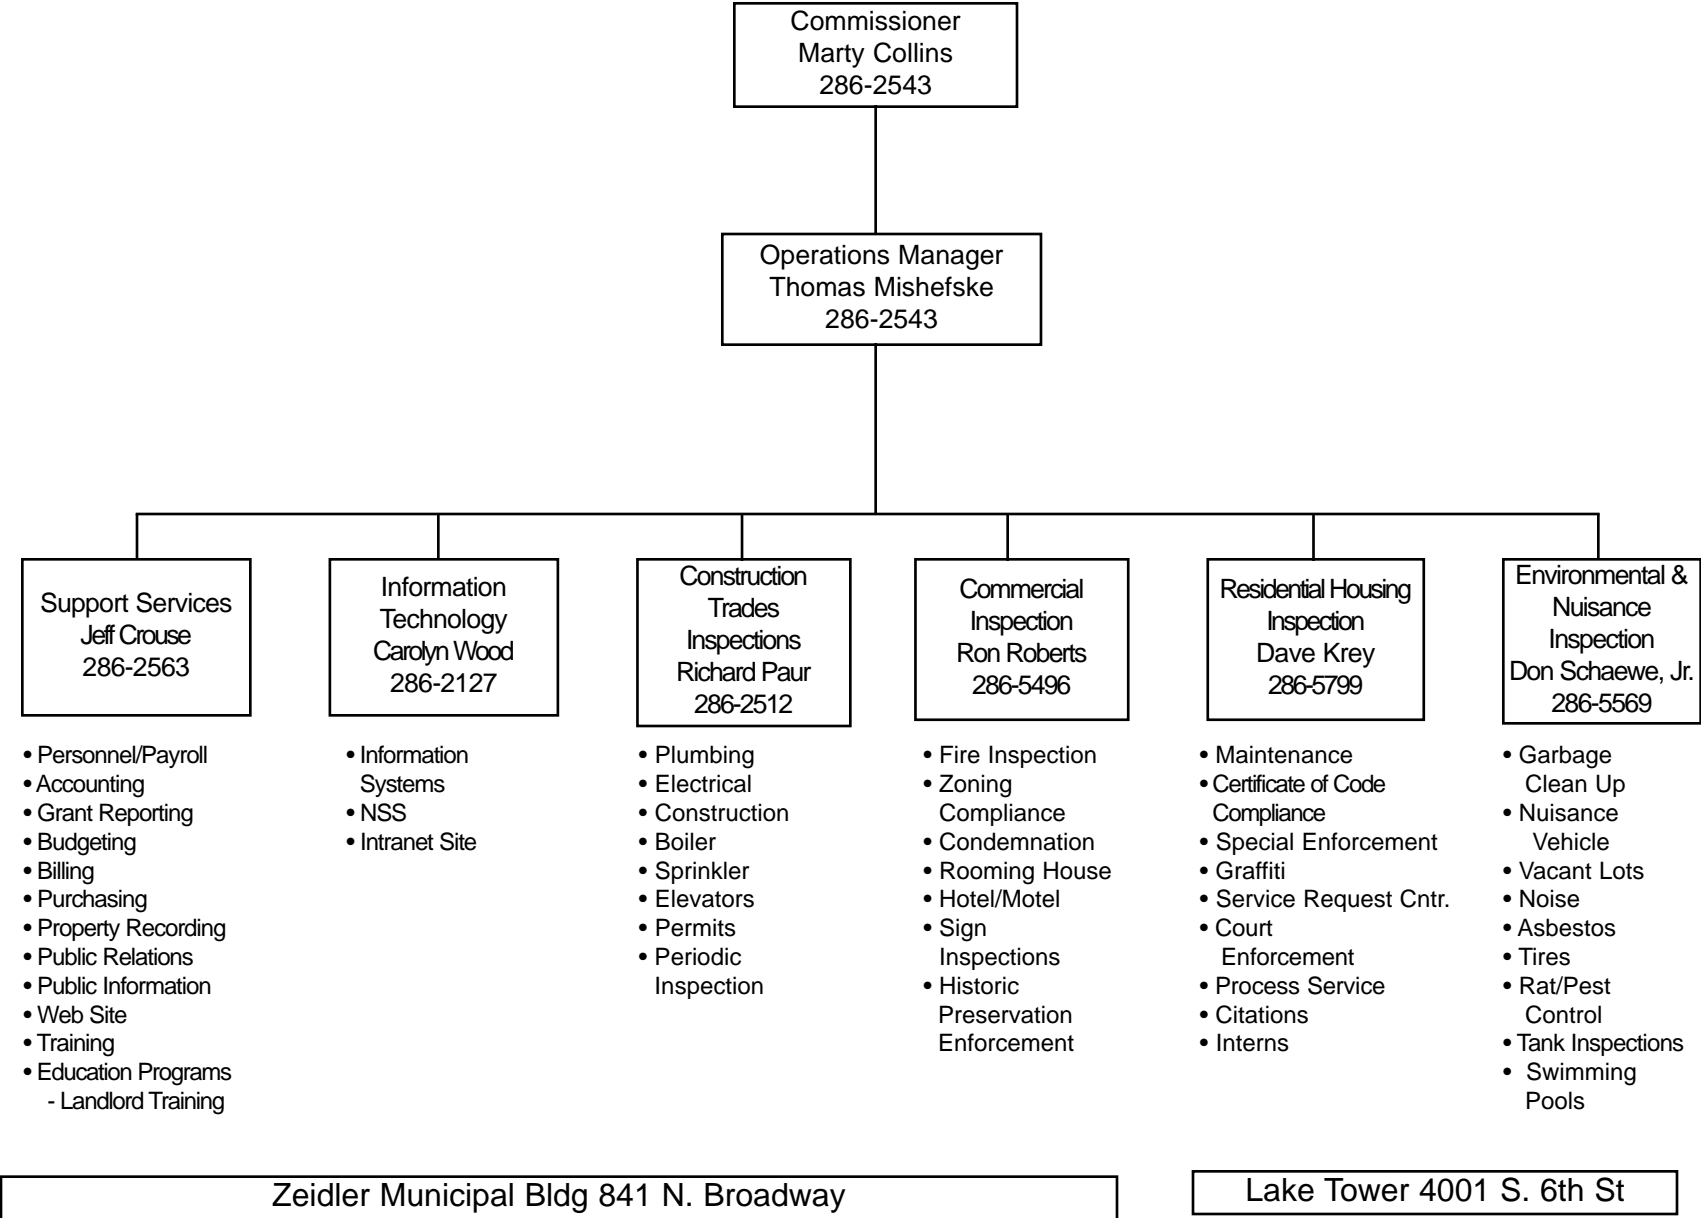 Commissioner
Marty Collins
286-2543
Operations Manager
Thomas Mishefske
286-2543
Support Services
Jeff Crouse
286-2563
• Personnel/Payroll
• Accounting
• Grant Reporting
• Budgeting
• Billing
• Purchasing
• Property Recording
• Public Relations
• Public Information
• Web Site
• Training
• Education Programs
- Landlord Training
Information
Technology
Carolyn Wood
286-2127
• Information
Systems
• NSS
• Intranet Site
Construction
Trades
Inspections
Richard Paur
286-2512
• Plumbing
• Electrical
• Construction
• Boiler
• Sprinkler
• Elevators
• Permits
• Periodic
Inspection
Commercial
Inspection
Ron Roberts
286-5496
• Fire Inspection
• Zoning
Compliance
• Condemnation
• Rooming House
• Hotel/Motel
• Sign
Inspections
• Historic
Preservation
Enforcement
Residential Housing
Inspection
Dave Krey
286-5799
• Maintenance
• Certificate of Code
Compliance
• Special Enforcement
• Graffiti
• Service Request Cntr.
• Court
Enforcement
• Process Service
• Citations
• Interns
Environmental &
Nuisance
Inspection
Don Schaewe, Jr.
286-5569
• Garbage
Clean Up
• Nuisance
Vehicle
• Vacant Lots
• Noise
• Asbestos
• Tires
• Rat/Pest
Control
• Tank Inspections
• Swimming
Pools
Zeidler Municipal Bldg 841 N. Broadway
Lake Tower 4001 S. 6th St